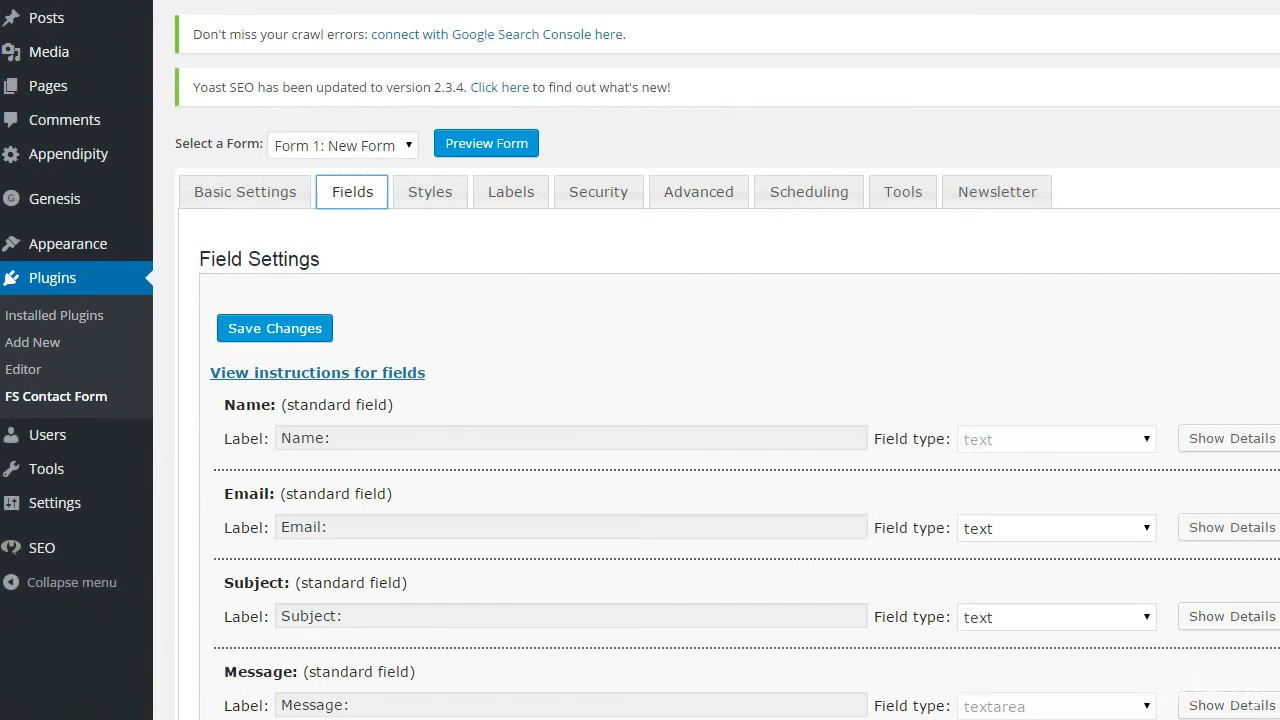 Posts
Media
Pages
Comments
Appendipity
Genesis
Appearance
Plugins
Installed Plugins
Add New
Editor
FS Contact Form
Users
Tools
Settings
SEO
Collapse menu
Don't miss your crawl errors: connect with Google Search Console here.
Yoast SEO has been updated to version 2.3.4. Click here to find out what's new!
Select a Form: Form 1: New Form Preview Form
Basic Settings Fields Styles Labels Security Advanced Scheduling Tools Newsletter
Field Settings
Save Changes
View instructions for fields
Name: (standard field)
Label: Name: Field type: text Show Details
Email: (standard field)
Label: Email: Field type: text Show Details
Subject: (standard field)
Label: Subject: Field type: text Show Details
Message: (standard field)
Label: Message: Field type: textarea Show Details